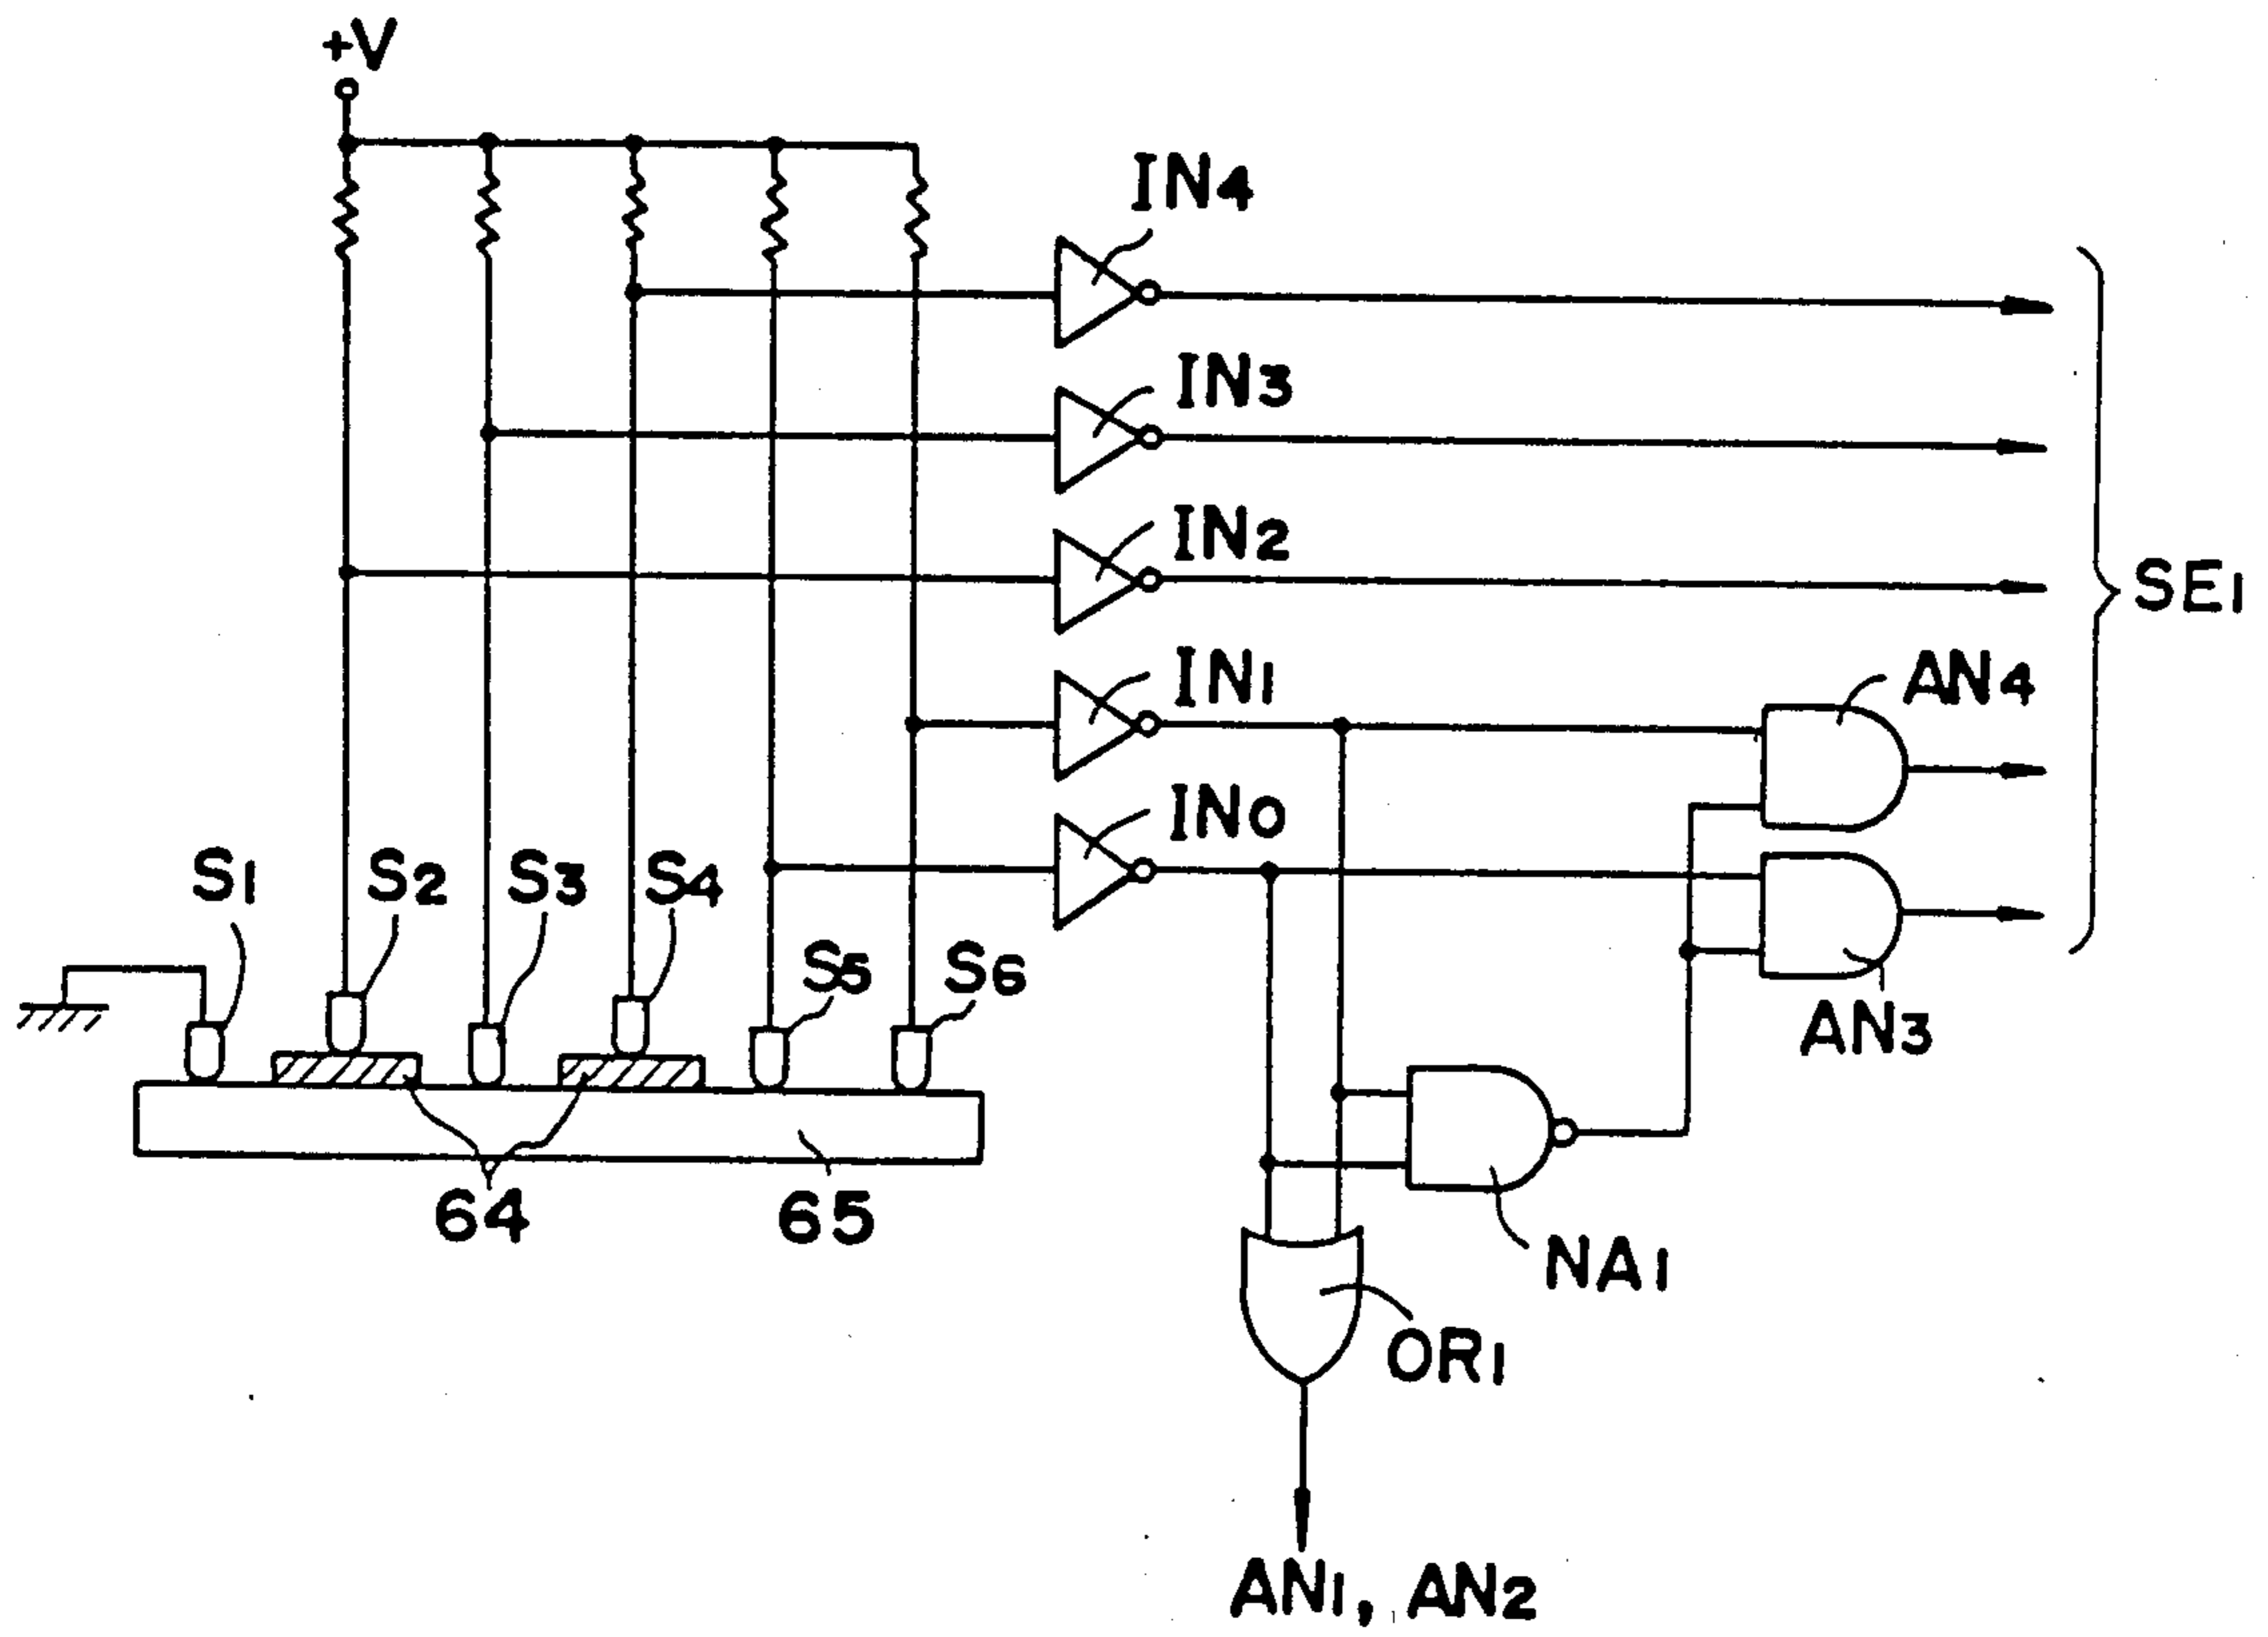 +V
IN4
IN3
IN2
SE1
IN1
AN4
IN0
S1
S2
S3
S4
S5
S6
AN3
64
65
NA1
OR1
AN1, AN2